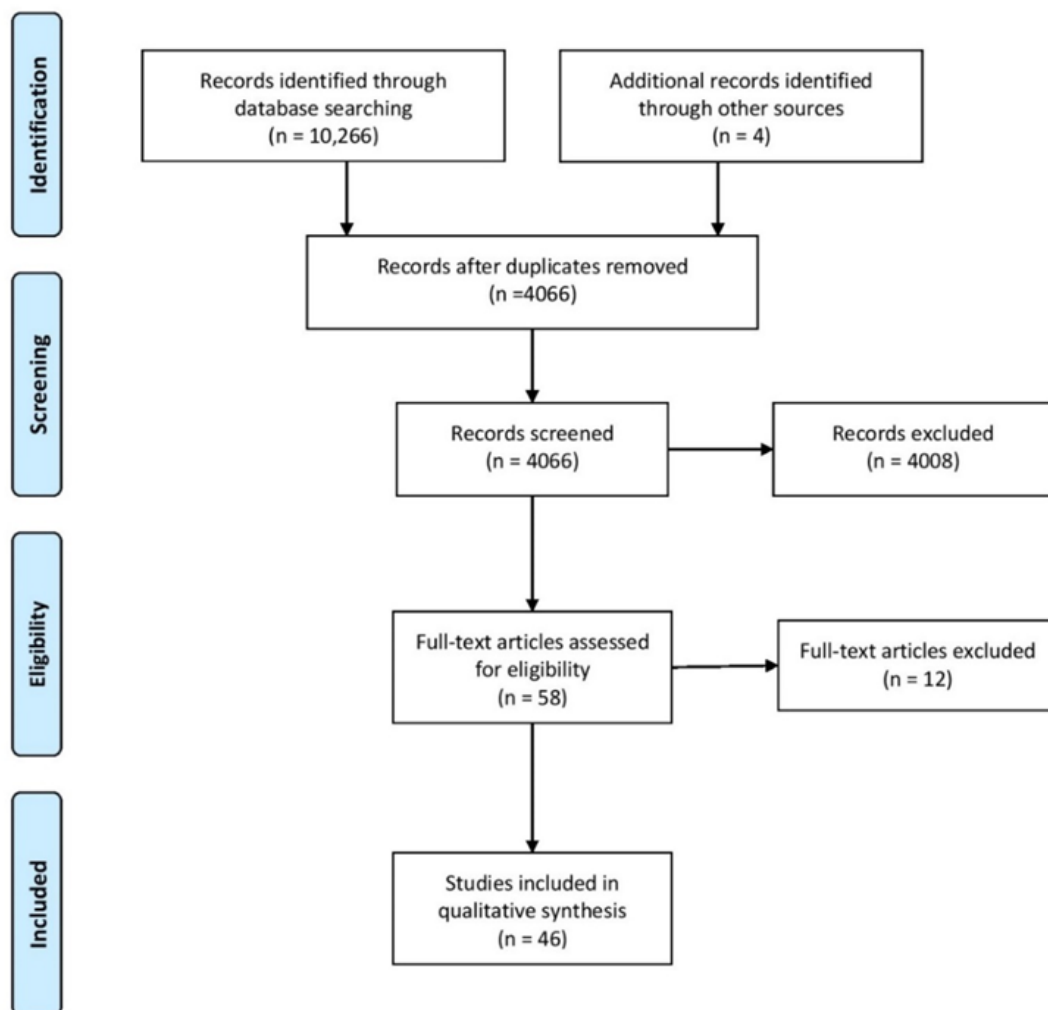 Identification
Records identified through
database searching
(n = 10,266)
Additional records identified
through other sources
(n = 4)
Records after duplicates removed
(n =4066)
Screening
Records screened
(n = 4066)
Records excluded
(n = 4008)
Eligibility
Full-text articles assessed
for eligibility
(n = 58)
Full-text articles excluded
(n = 12)
Included
Studies included in
qualitative synthesis
(n = 46)